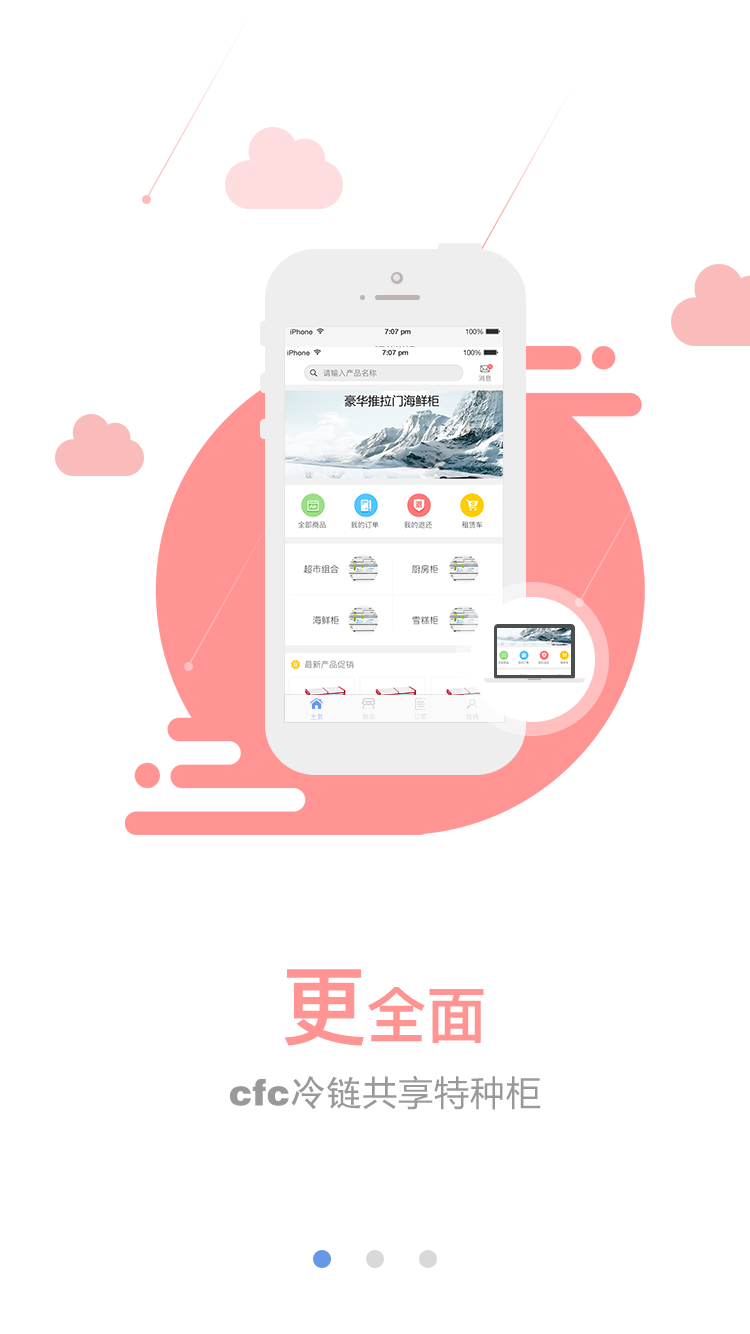 iPhone 7:07 pm 100%
iPhone 7:07 pm 100%
请输入产品名称
消息
豪华推拉门海鲜柜
全部商品 我的订单 我的退还 租赁车
超市组合 厨房柜
海鲜柜 雪糕柜
最新产品促销
主页 订单
更全面
cfc冷链共享特种柜